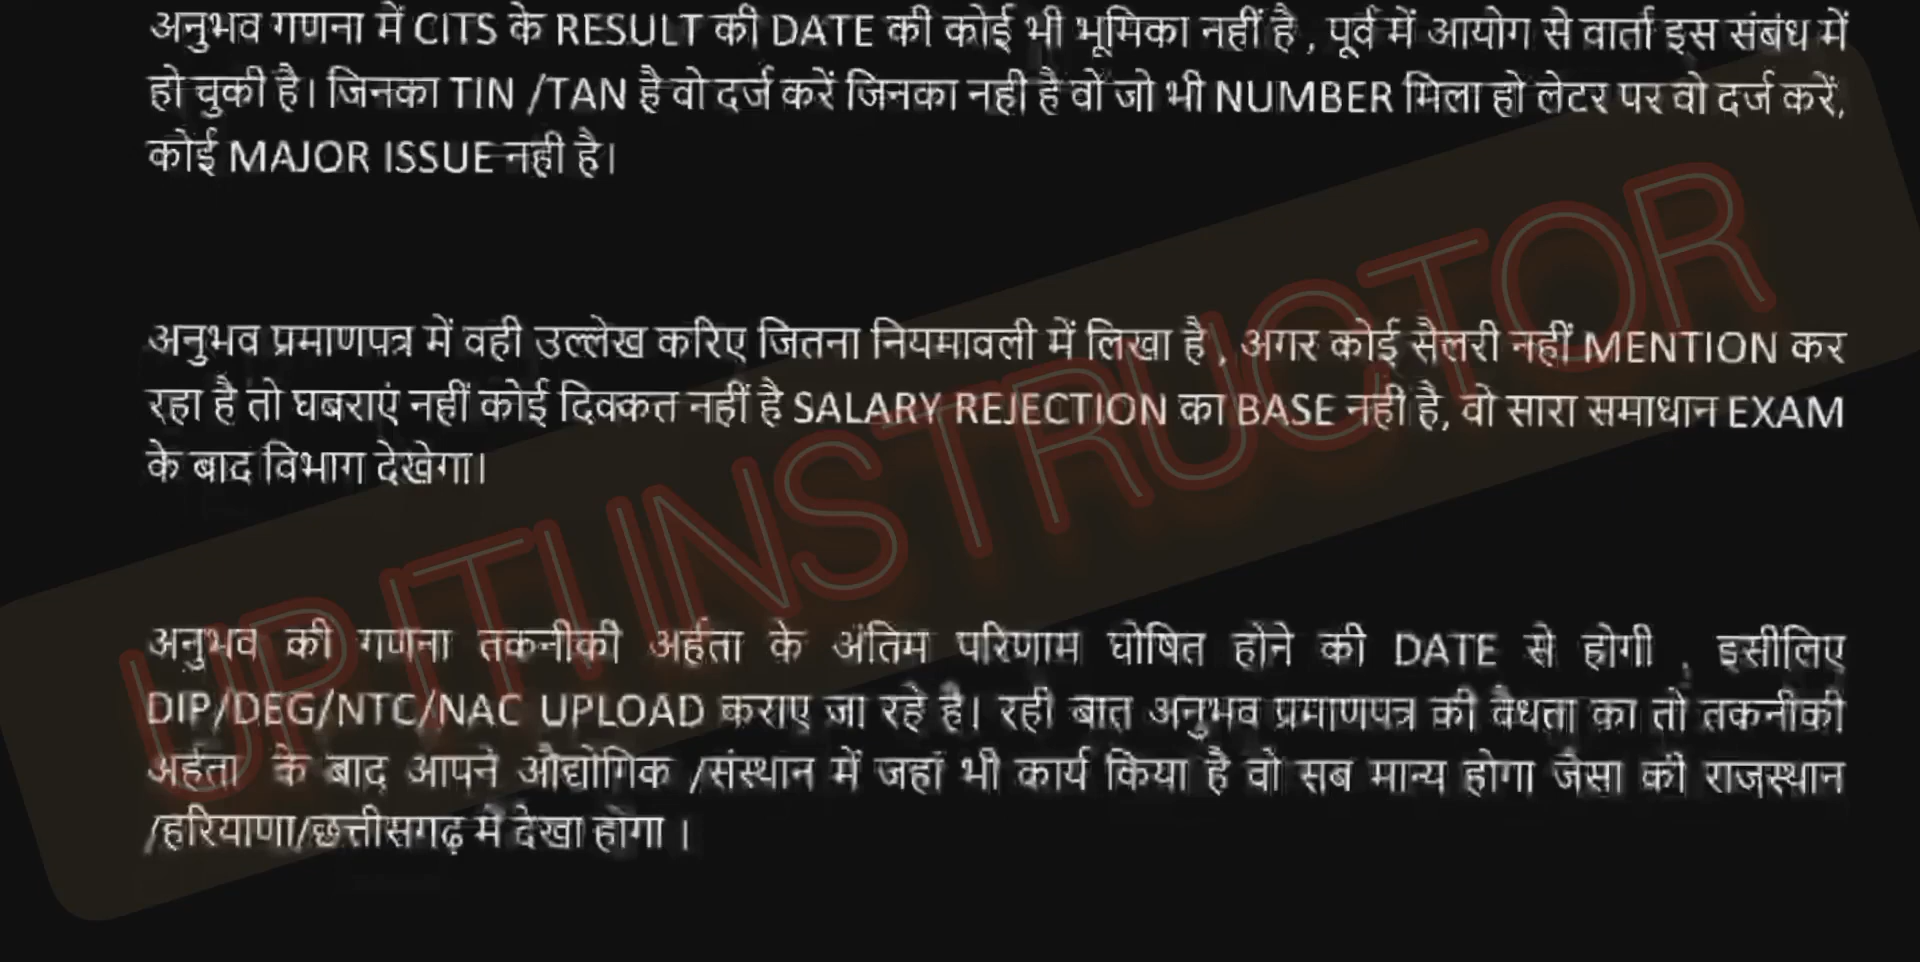 अनुभव गणना में CITS के RESULT की DATE की कोई भी भूमिका नहीं है , पूर्व में आयोग से वार्ता इस संबंध में
हो चुकी है। जिनका TIN /TAN है वो दर्ज करें जिनका नही है वो जो भी NUMBER मिला हो लेटर पर वो दर्ज करें,
कोई MAJOR ISSUE नही है।
अनुभव प्रमाणपत्र में वही उल्लेख करिए जितना नियमावली में लिखा है , अगर कोई सैलरी नहीं MENTION कर
रहा है तो घबराएं नहीं कोई दिक्कत नहीं है SALARY REJECTION का BASE नही है, वो सारा समाधान EXAM
के बाद विभाग देखेगा।
अनुभव की गणना तकनीकी अर्हता के अंतिम परिणाम घोषित होने की DATE से होगी , इसीलिए
DIP/DEG/NTC/NAC UPLOAD कराए जा रहे है। रही बात अनुभव प्रमाणपत्र की वैधता का तो तकनीकी
अर्हता के बाद आपने औद्योगिक /संस्थान में जहां भी कार्य किया है वो सब मान्य होगा जैसा की राजस्थान
/हरियाणा/छत्तीसगढ़ में देखा होगा ।
UP ITI INSTRUCTOR